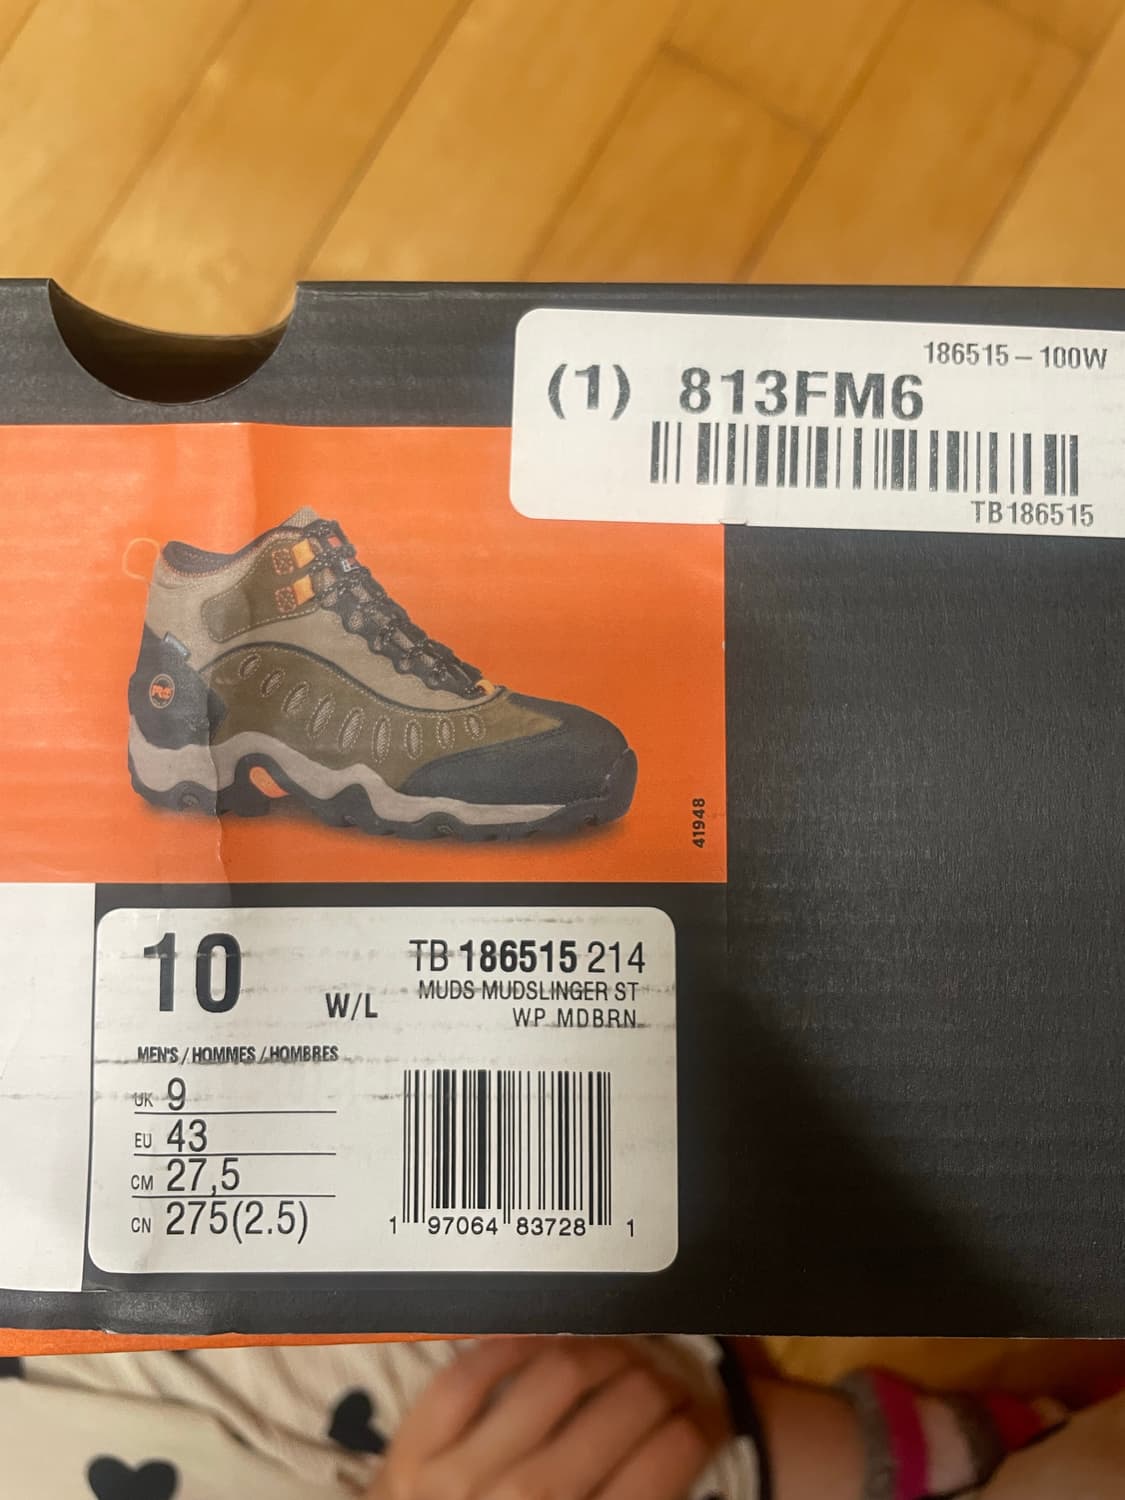 186515 – 100W
(1) 813FM6
TB186515
41948
10 W/L
TB 186515 214
MUDS MUDSLINGER ST
WP MDBRN
MEN'S / HOMMES / HOMBRES
UK 9
EU 43
CM 27,5
CN 275(2.5)
1 97064 83728 1